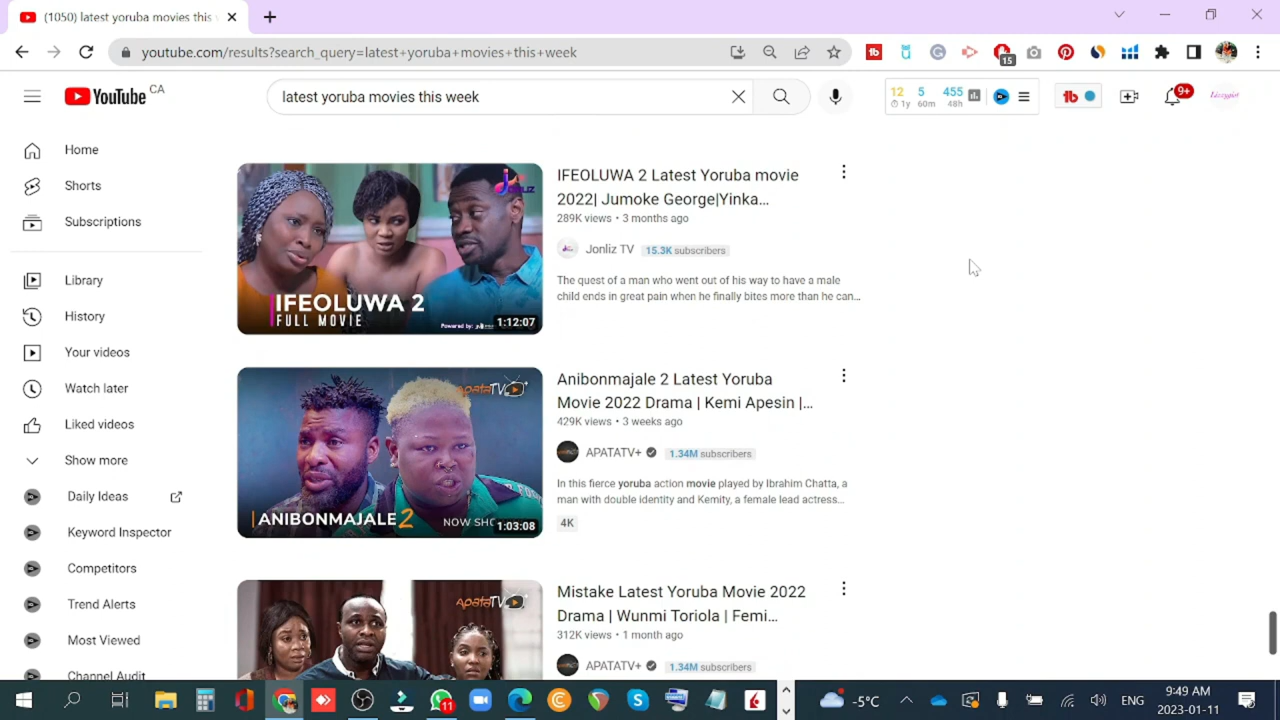 (1050) latest yoruba movies this
youtube.com/results?search_query=latest+yoruba+movies+this+week
15
YouTube CA
latest yoruba movies this week
12 5 455
1y 60m 48h
9+
Home
Shorts
Subscriptions
Library
History
Your videos
Watch later
Liked videos
Show more
Daily Ideas
Keyword Inspector
Competitors
Trend Alerts
Most Viewed
Channel Audit
IFEOLUWA 2
FULL MOVIE
Powered by:
1:12:07
IFEOLUWA 2 Latest Yoruba movie
2022| Jumoke George|Yinka...
289K views • 3 months ago
Jonliz TV 15.3K subscribers
The quest of a man who went out of his way to have a male
child ends in great pain when he finally bites more than he can...
apataTV+
ANIBONMAJALE 2 NOW SHO
1:03:08
Anibonmajale 2 Latest Yoruba
Movie 2022 Drama | Kemi Apesin |...
429K views • 3 weeks ago
APATATV+ 1.34M subscribers
In this fierce yoruba action movie played by Ibrahim Chatta, a
man with double identity and Kemity, a female lead actress...
4K
apataTV+
Mistake Latest Yoruba Movie 2022
Drama | Wunmi Toriola | Femi...
312K views • 1 month ago
APATATV+ 1.34M subscribers
11
-5°C
ENG
9:49 AM
2023-01-11